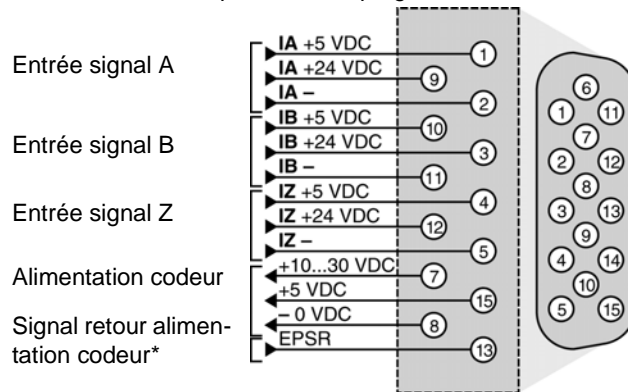 Entrée signal A
IA +5 VDC 1
IA +24 VDC 9
IA – 2
Entrée signal B
IB +5 VDC 10
IB +24 VDC 3
IB – 11
Entrée signal Z
IZ +5 VDC 4
IZ +24 VDC 12
IZ – 5
Alimentation codeur
+10...30 VDC 7
+5 VDC 15
– 0 VDC 8
Signal retour alimen-
tation codeur*
EPSR 13
6
1 11
7
2 12
8
3 13
9
4 14
10
5 15